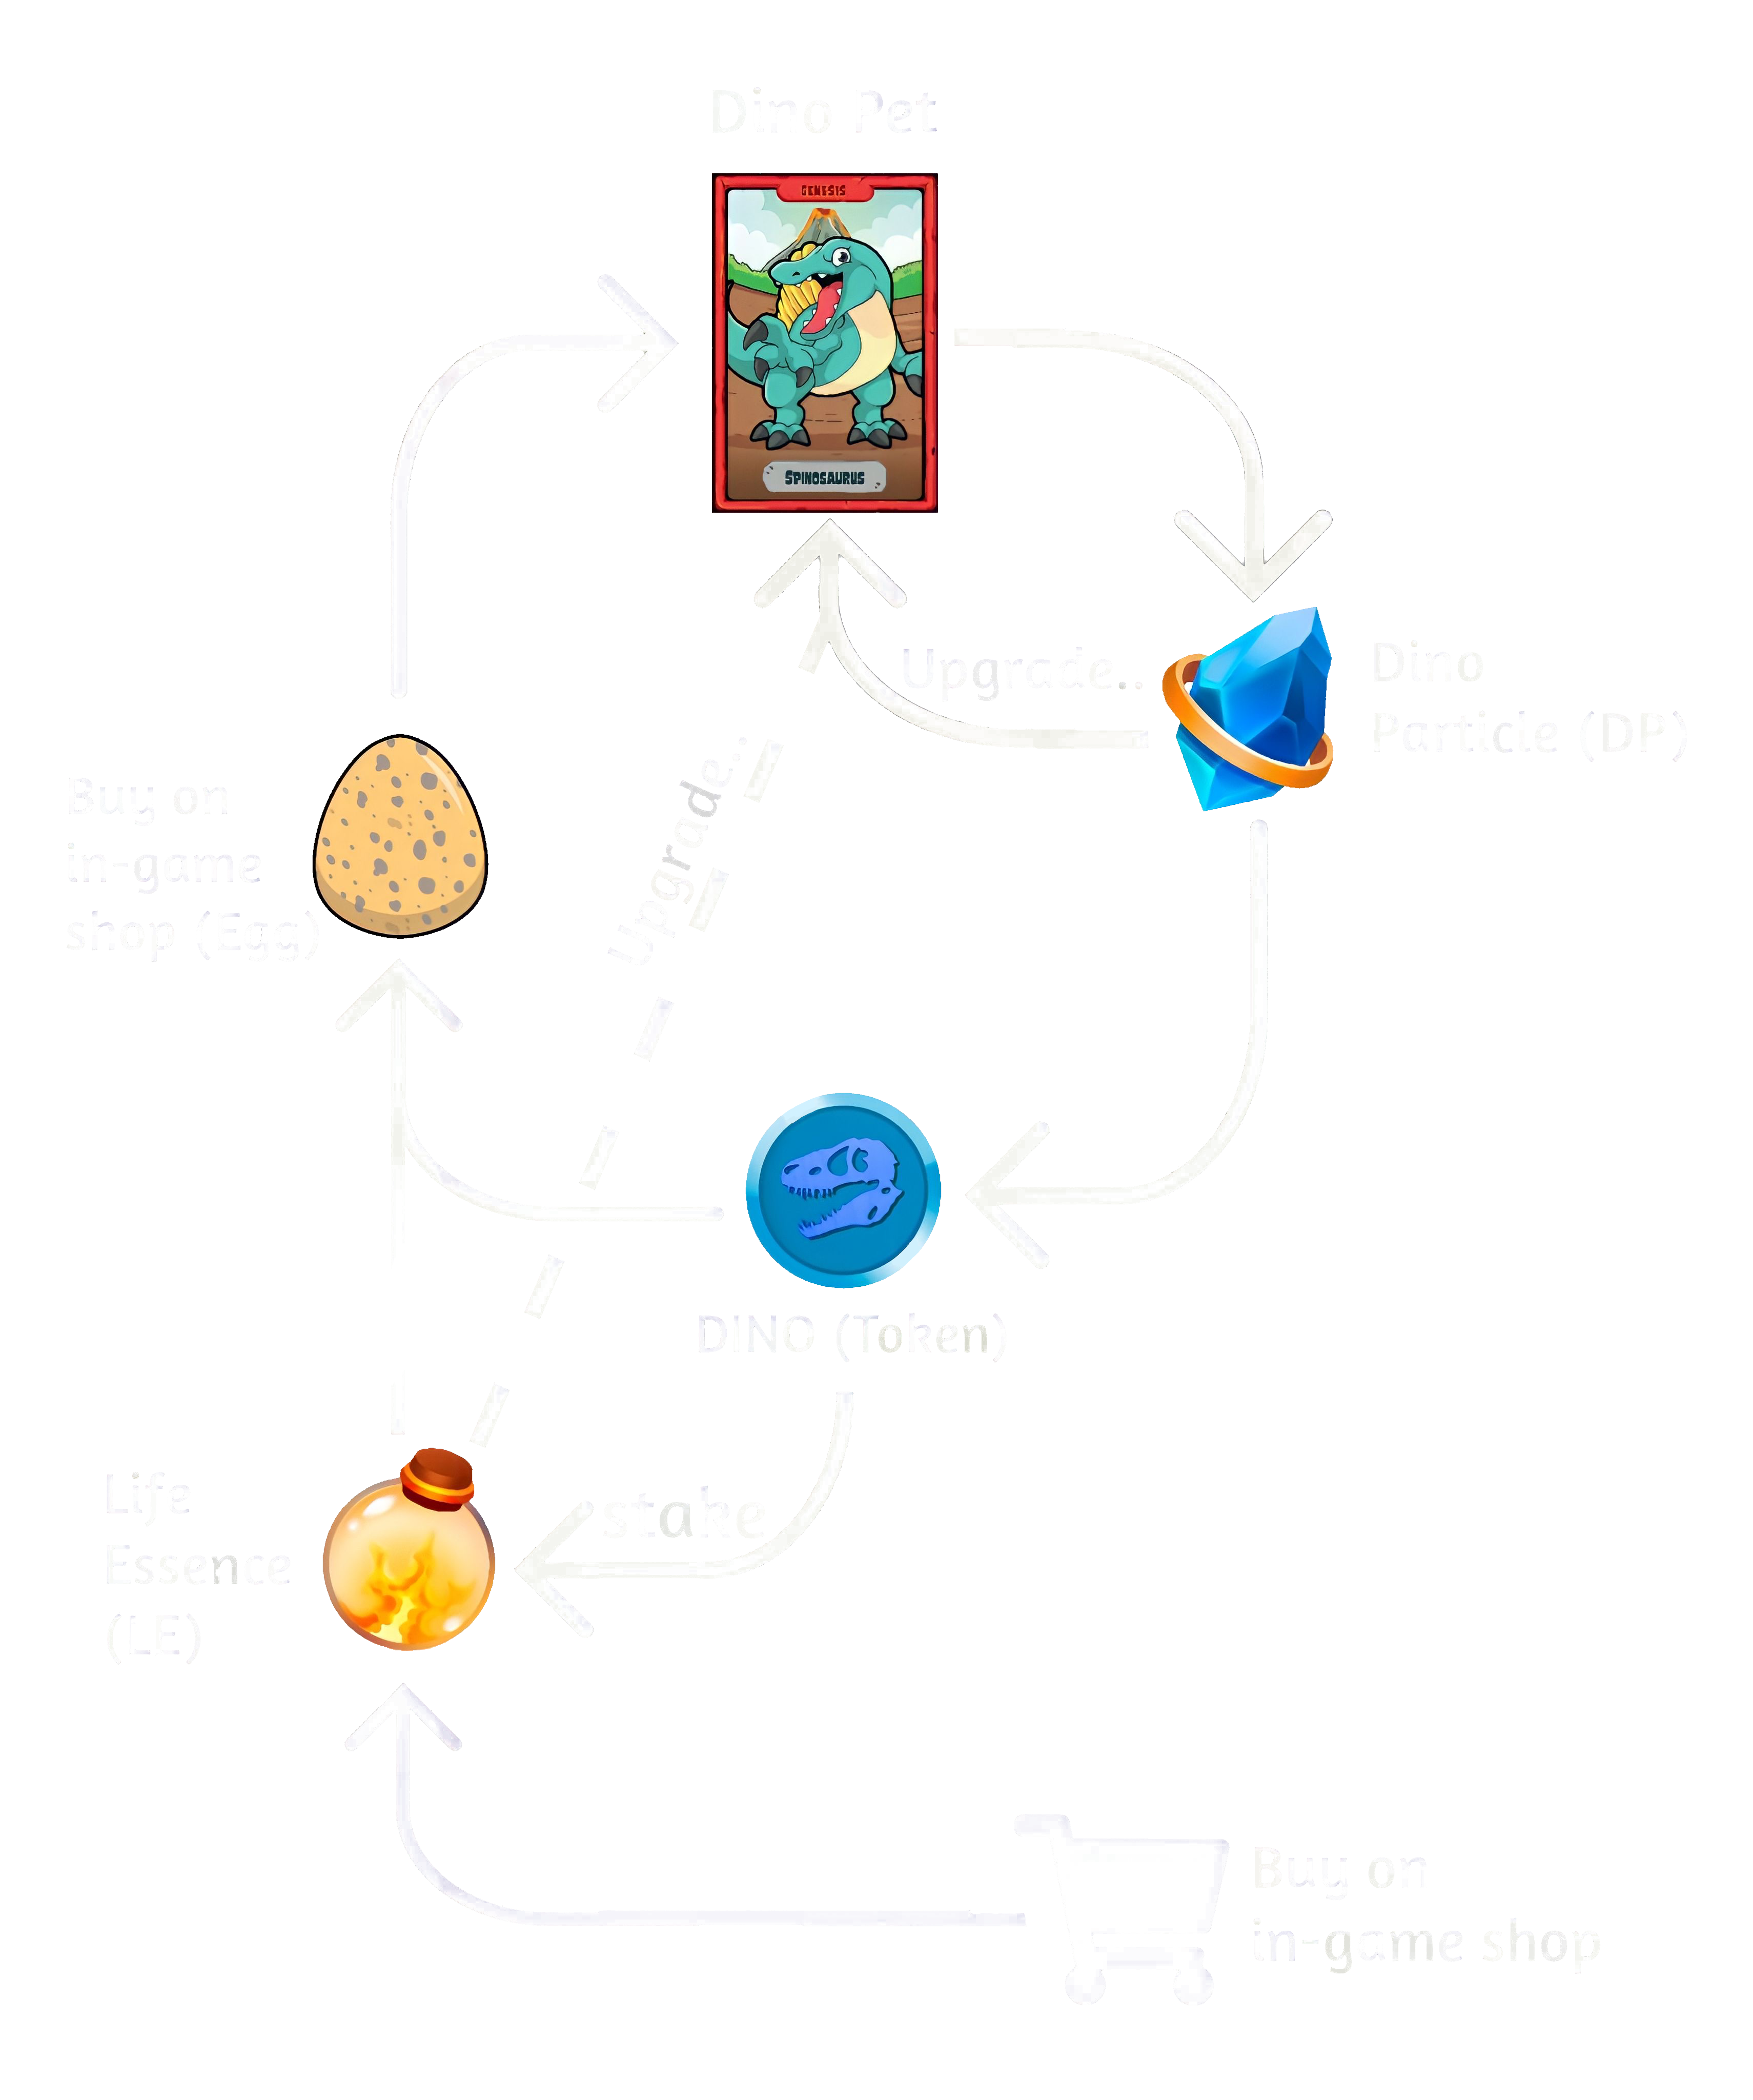 Dino Pet
GENESIS
SPINOSAURUS
Upgrade..
Dino
Particle (DP)
Buy on
in-game
shop (Egg)
Upgrade..
DINO (Token)
stake
Life
Essence
(LE)
Buy on
in-game shop